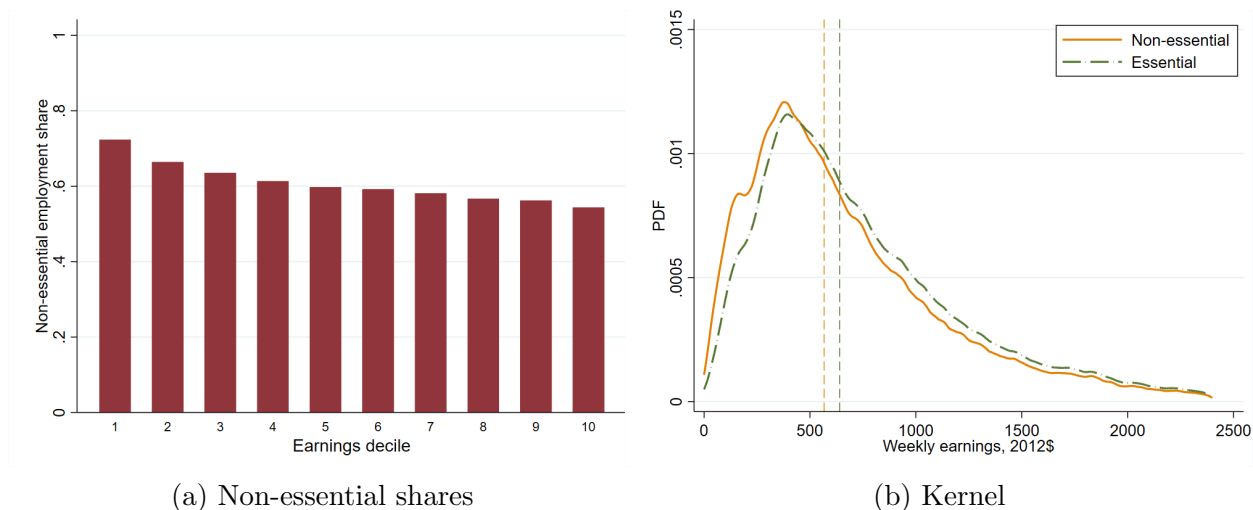 Non-essential employment share
1
.8
.6
.4
.2
0
1 2 3 4 5 6 7 8 9 10
Earnings decile
(a) Non-essential shares
PDF
.0015
.001
.0005
0
Non-essential
Essential
0 500 1000 1500 2000 2500
Weekly earnings, 2012$
(b) Kernel